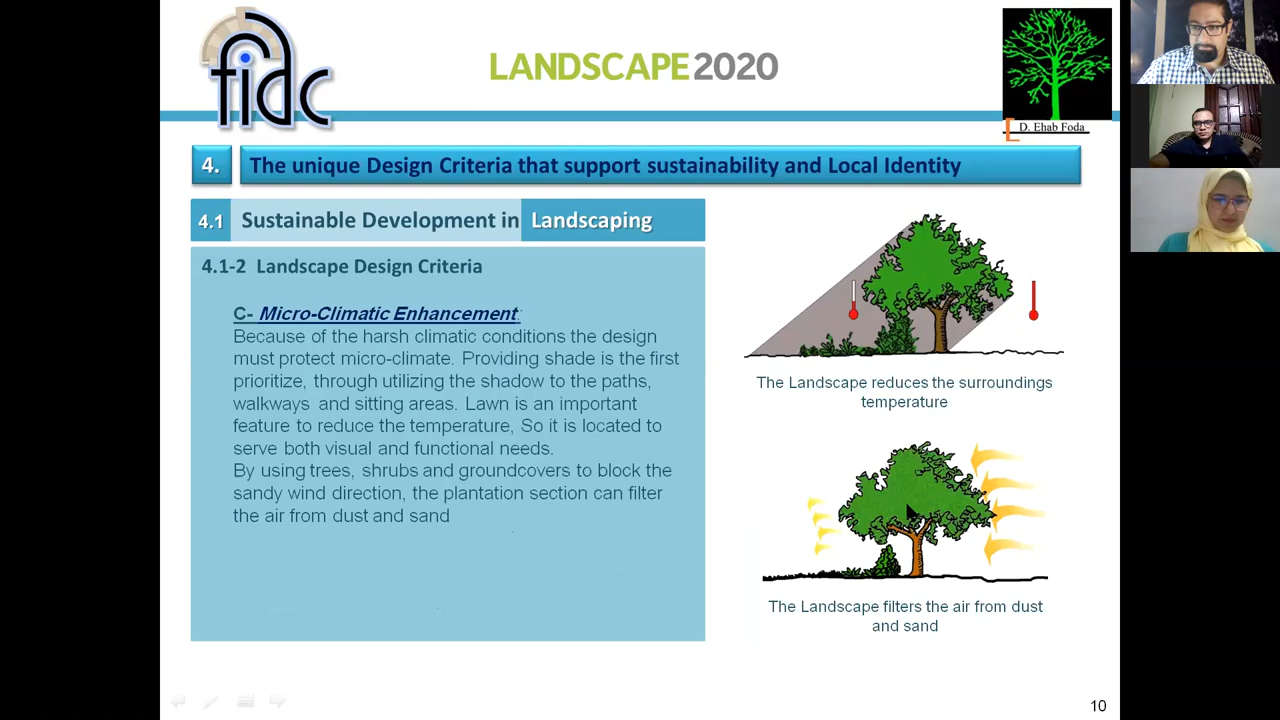 fidc
LANDSCAPE2020
D. Ehab Foda
4.
The unique Design Criteria that support sustainability and Local Identity
4.1
Sustainable Development in Landscaping
4.1-2 Landscape Design Criteria
C- Micro-Climatic Enhancement:
Because of the harsh climatic conditions the design
must protect micro-climate. Providing shade is the first
prioritize, through utilizing the shadow to the paths,
walkways and sitting areas. Lawn is an important
feature to reduce the temperature, So it is located to
serve both visual and functional needs.
By using trees, shrubs and groundcovers to block the
sandy wind direction, the plantation section can filter
the air from dust and sand
The Landscape reduces the surroundings
temperature
The Landscape filters the air from dust
and sand
10